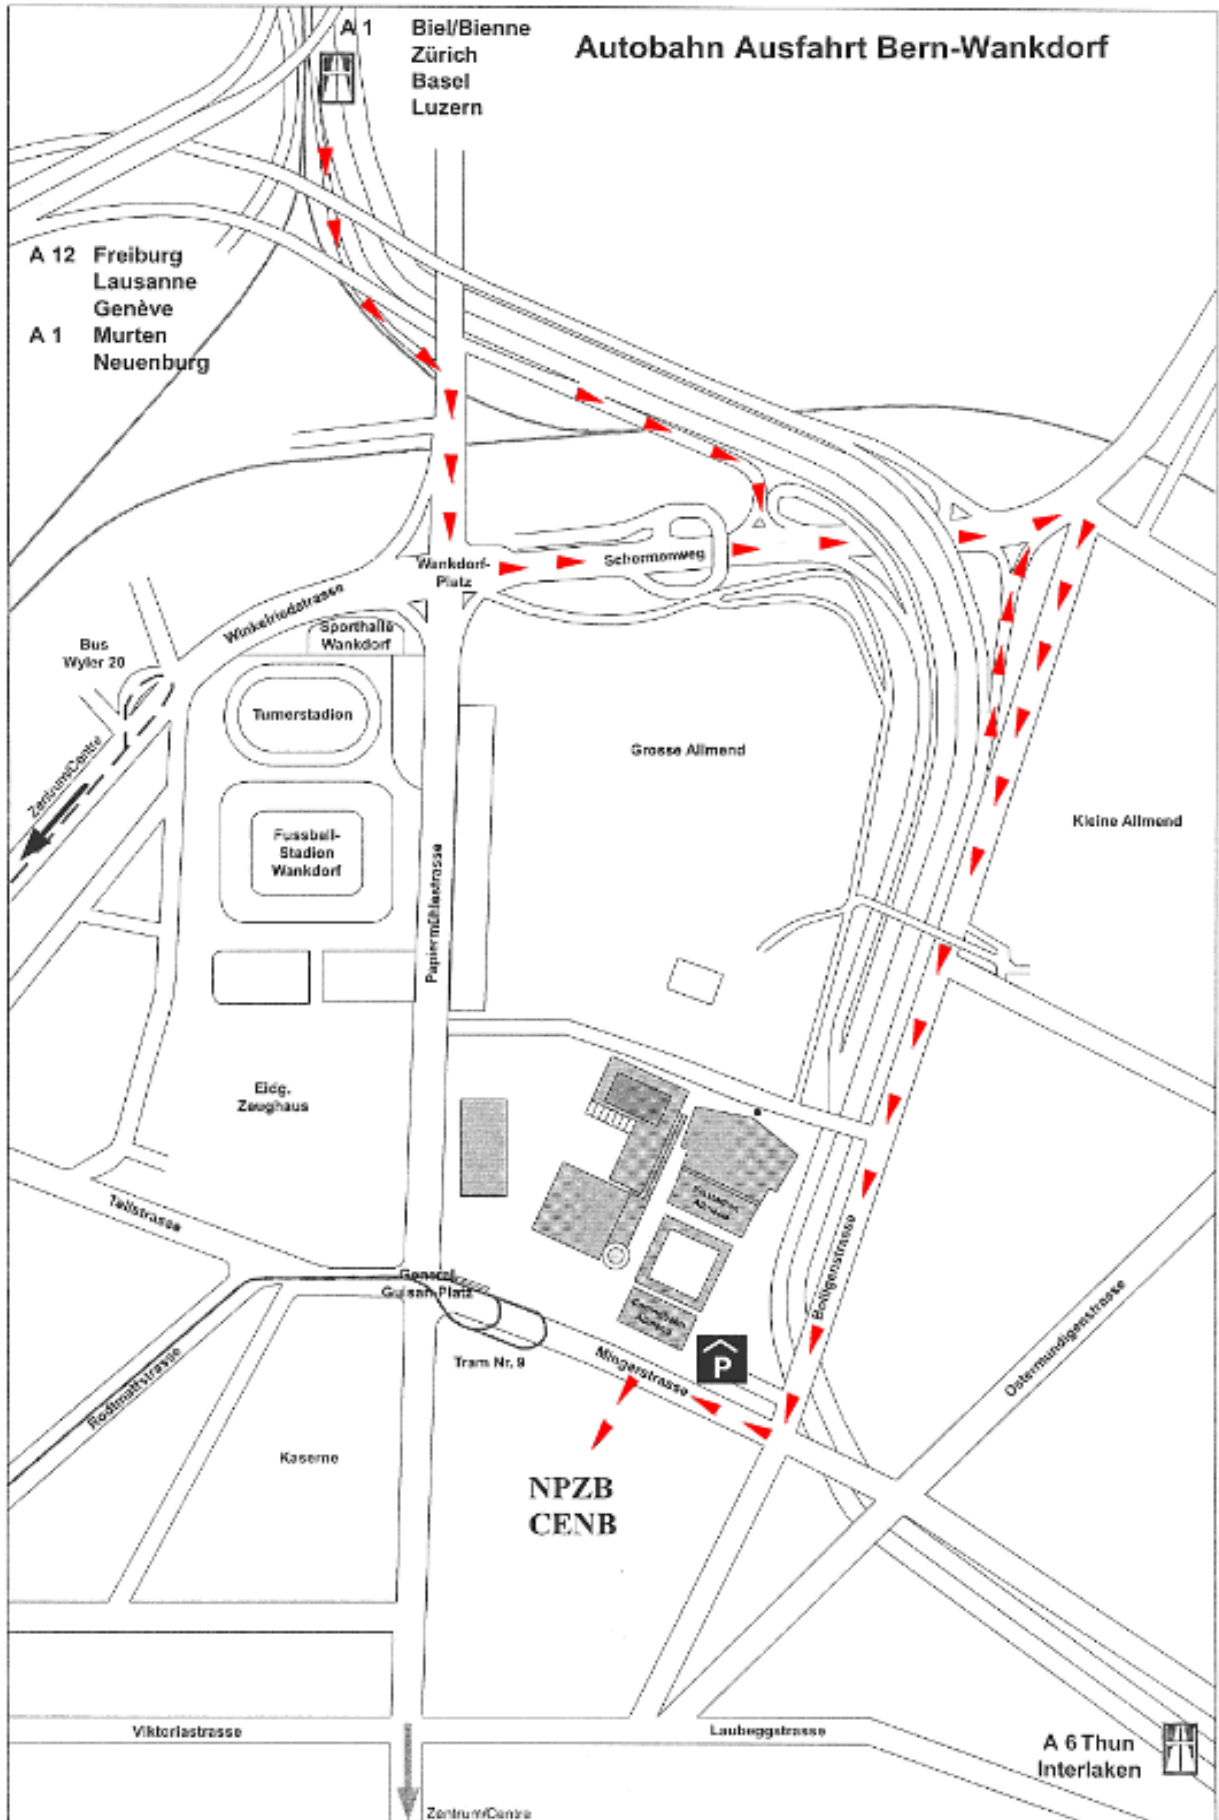 Autobahn Ausfahrt Bern-Wankdorf
A 1 Biel/Bienne
Zürich
Basel
Luzern
A 12 Freiburg
Lausanne
Genève
A 1 Murten
Neuenburg
Wankdorf-
Platz
Schermenweg
Winkelriedstrasse
Sporthalle
Wankdorf
Bus
Wyler 20
Turnerstadion
Zentrum/Centre
Grosse Allmend
Kleine Allmend
Fussball-
Stadion
Wankdorf
Papiermühlestrasse
Eidg.
Zeughaus
Tellstrasse
General
Guisan-Platz
Bolligenstrasse
Ostermundigenstrasse
Mingerstrasse
P
Tram Nr. 9
Rodtmattstrasse
Kaserne
NPZB
CENB
Viktoriastrasse
Laubeggstrasse
A 6 Thun
Interlaken
Zentrum/Centre